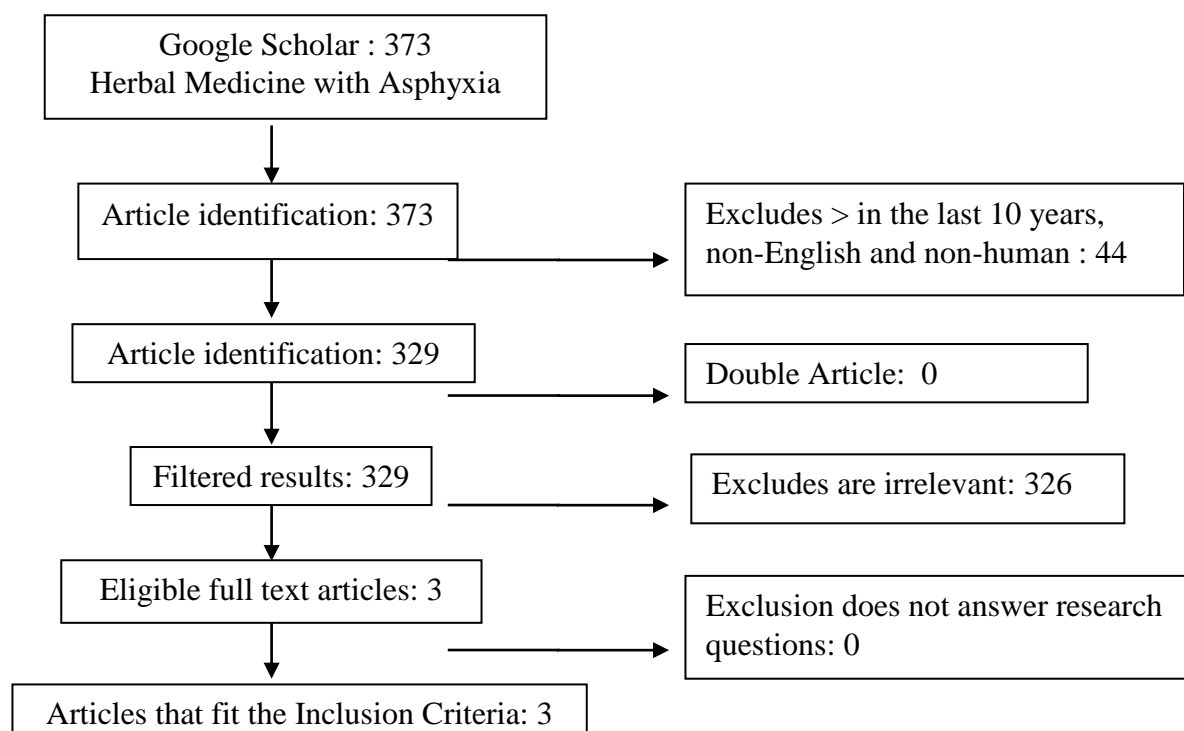 Google Scholar : 373
Herbal Medicine with Asphyxia
Article identification: 373
Excludes > in the last 10 years,
non-English and non-human : 44
Article identification: 329
Double Article: 0
Filtered results: 329
Excludes are irrelevant: 326
Eligible full text articles: 3
Exclusion does not answer research
questions: 0
Articles that fit the Inclusion Criteria: 3